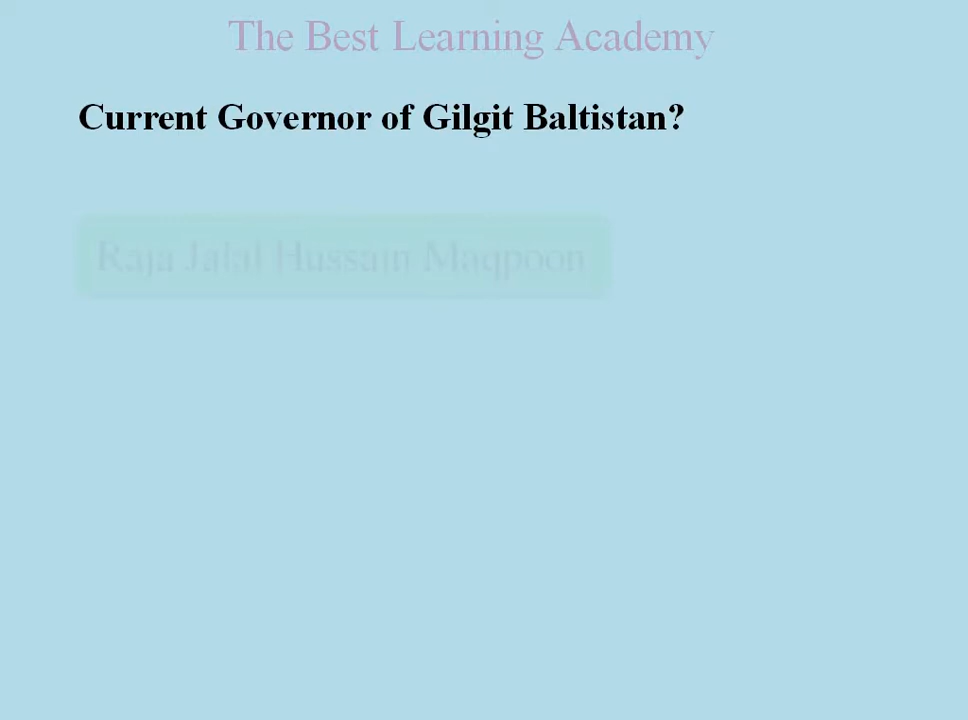 The Best Learning Academy
Current Governor of Gilgit Baltistan?
Raja Jalal Hussain Maqpoon